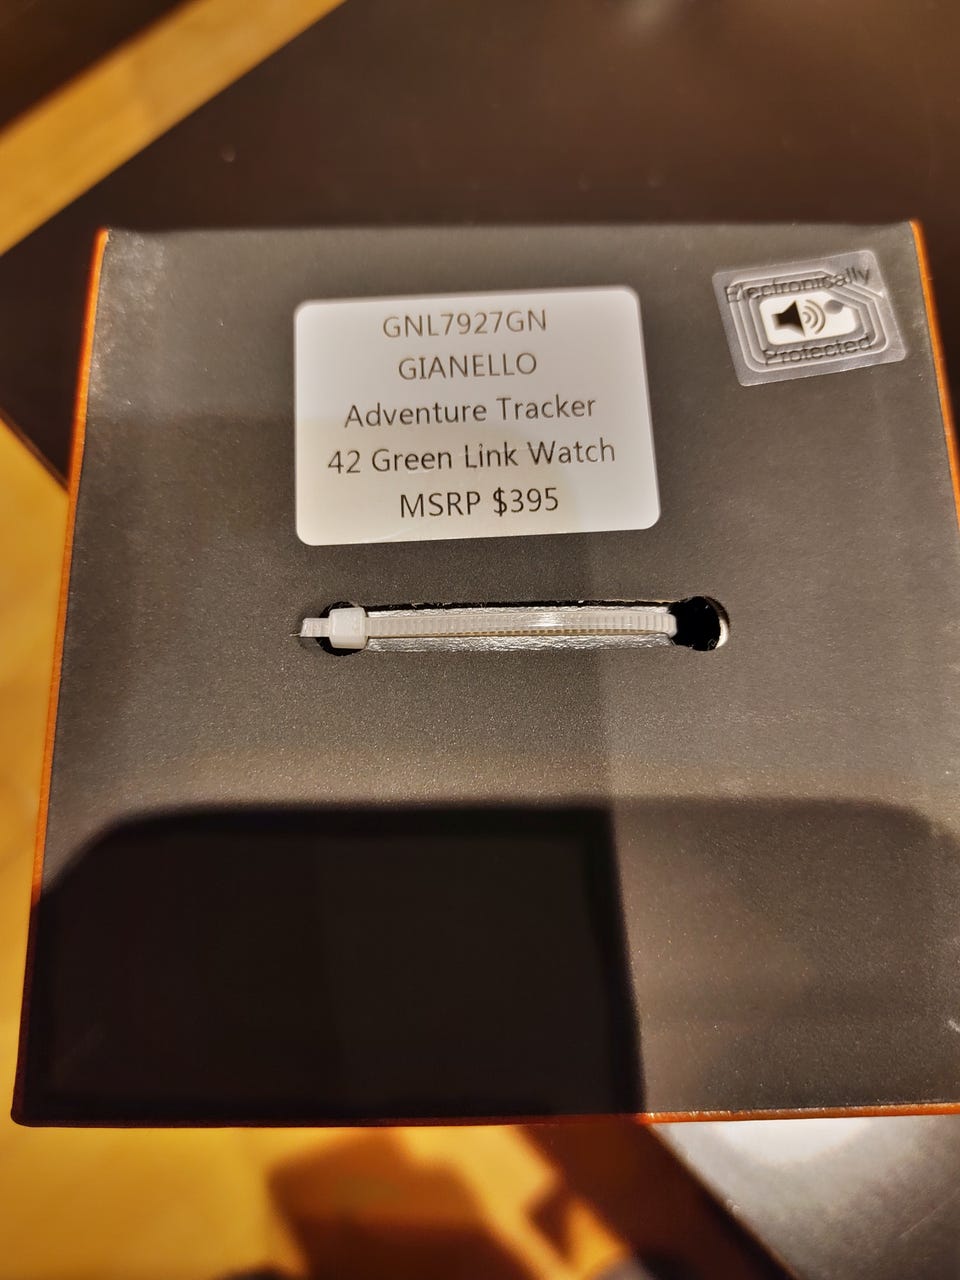 GNL7927GN
GIANELLO
Adventure Tracker
42 Green Link Watch
MSRP $395
Electronically
Protected